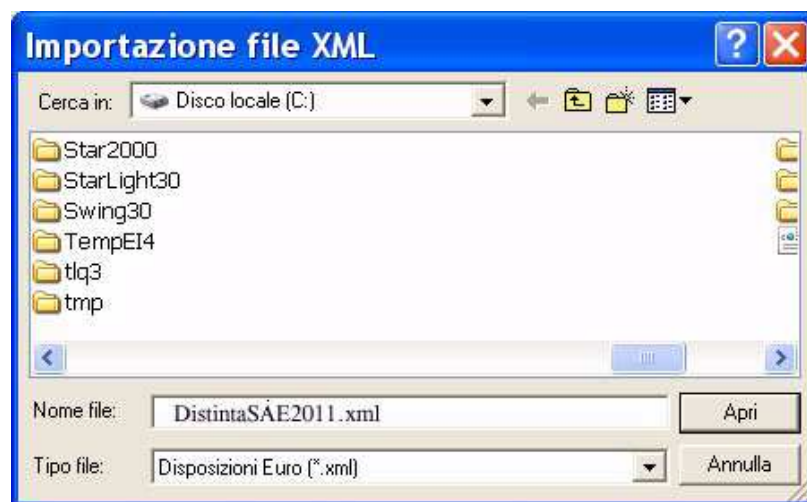 Importazione file XML
Cerca in: Disco locale (C:)
Star2000
StarLight30
Swing30
TempEI4
tlq3
tmp
Nome file: DistintaSAE2011.xml Apri
Tipo file: Disposizioni Euro (*.xml) Annulla